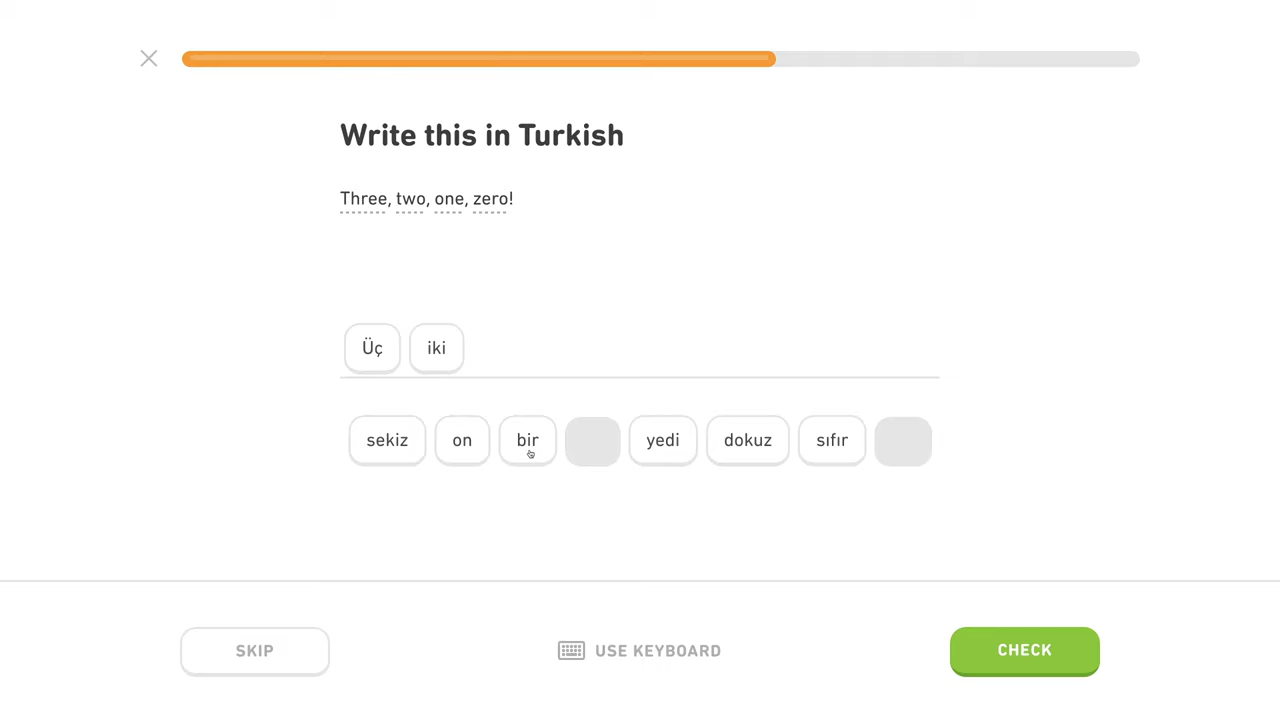 Write this in Turkish
Three, two, one, zero!
Üç iki
sekiz on bir yedi dokuz sıfır
SKIP USE KEYBOARD CHECK